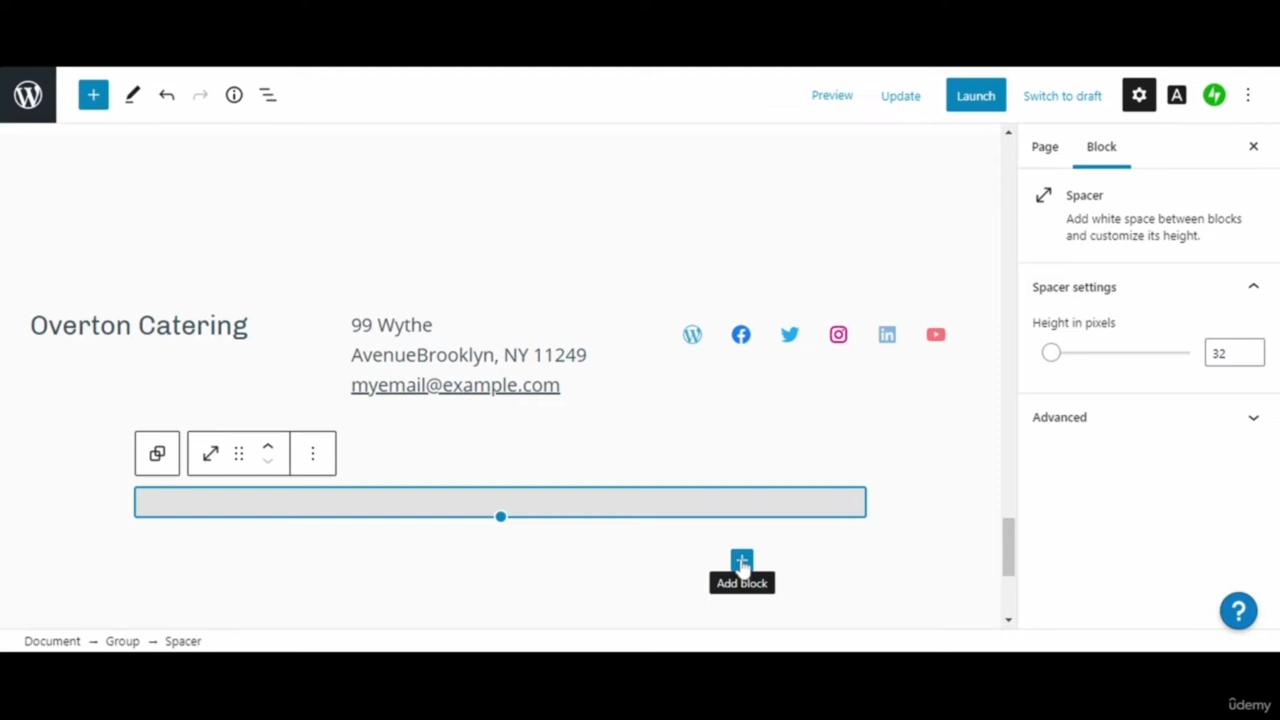 Preview
Update
Launch
Switch to draft
Page
Block
Spacer
Add white space between blocks
and customize its height.
Spacer settings
Height in pixels
32
Advanced
Overton Catering
99 Wythe
AvenueBrooklyn, NY 11249
myemail@example.com
Add block
Document → Group → Spacer
ûdemy